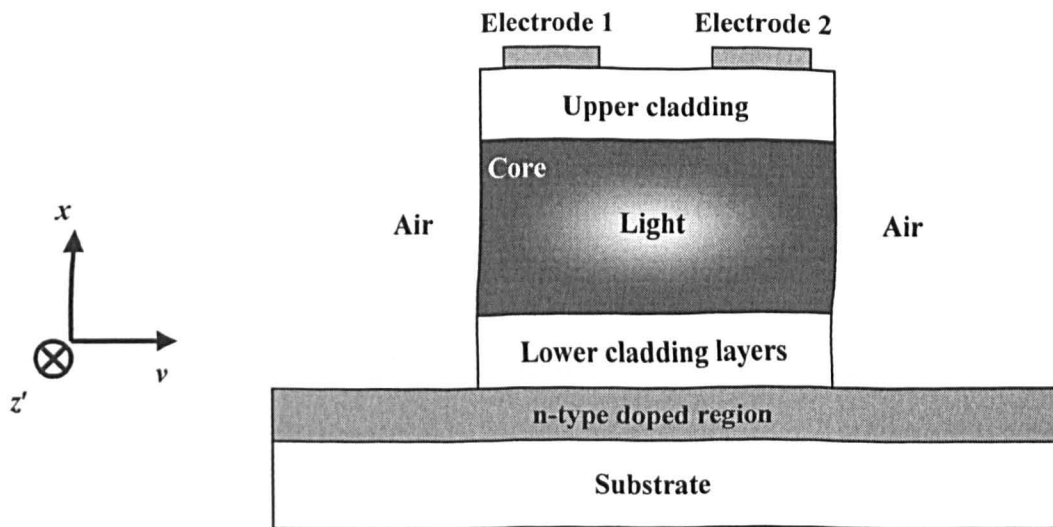 Electrode 1 Electrode 2
Upper cladding
Core
Light
Air
Air
x
v
z'
Lower cladding layers
n-type doped region
Substrate